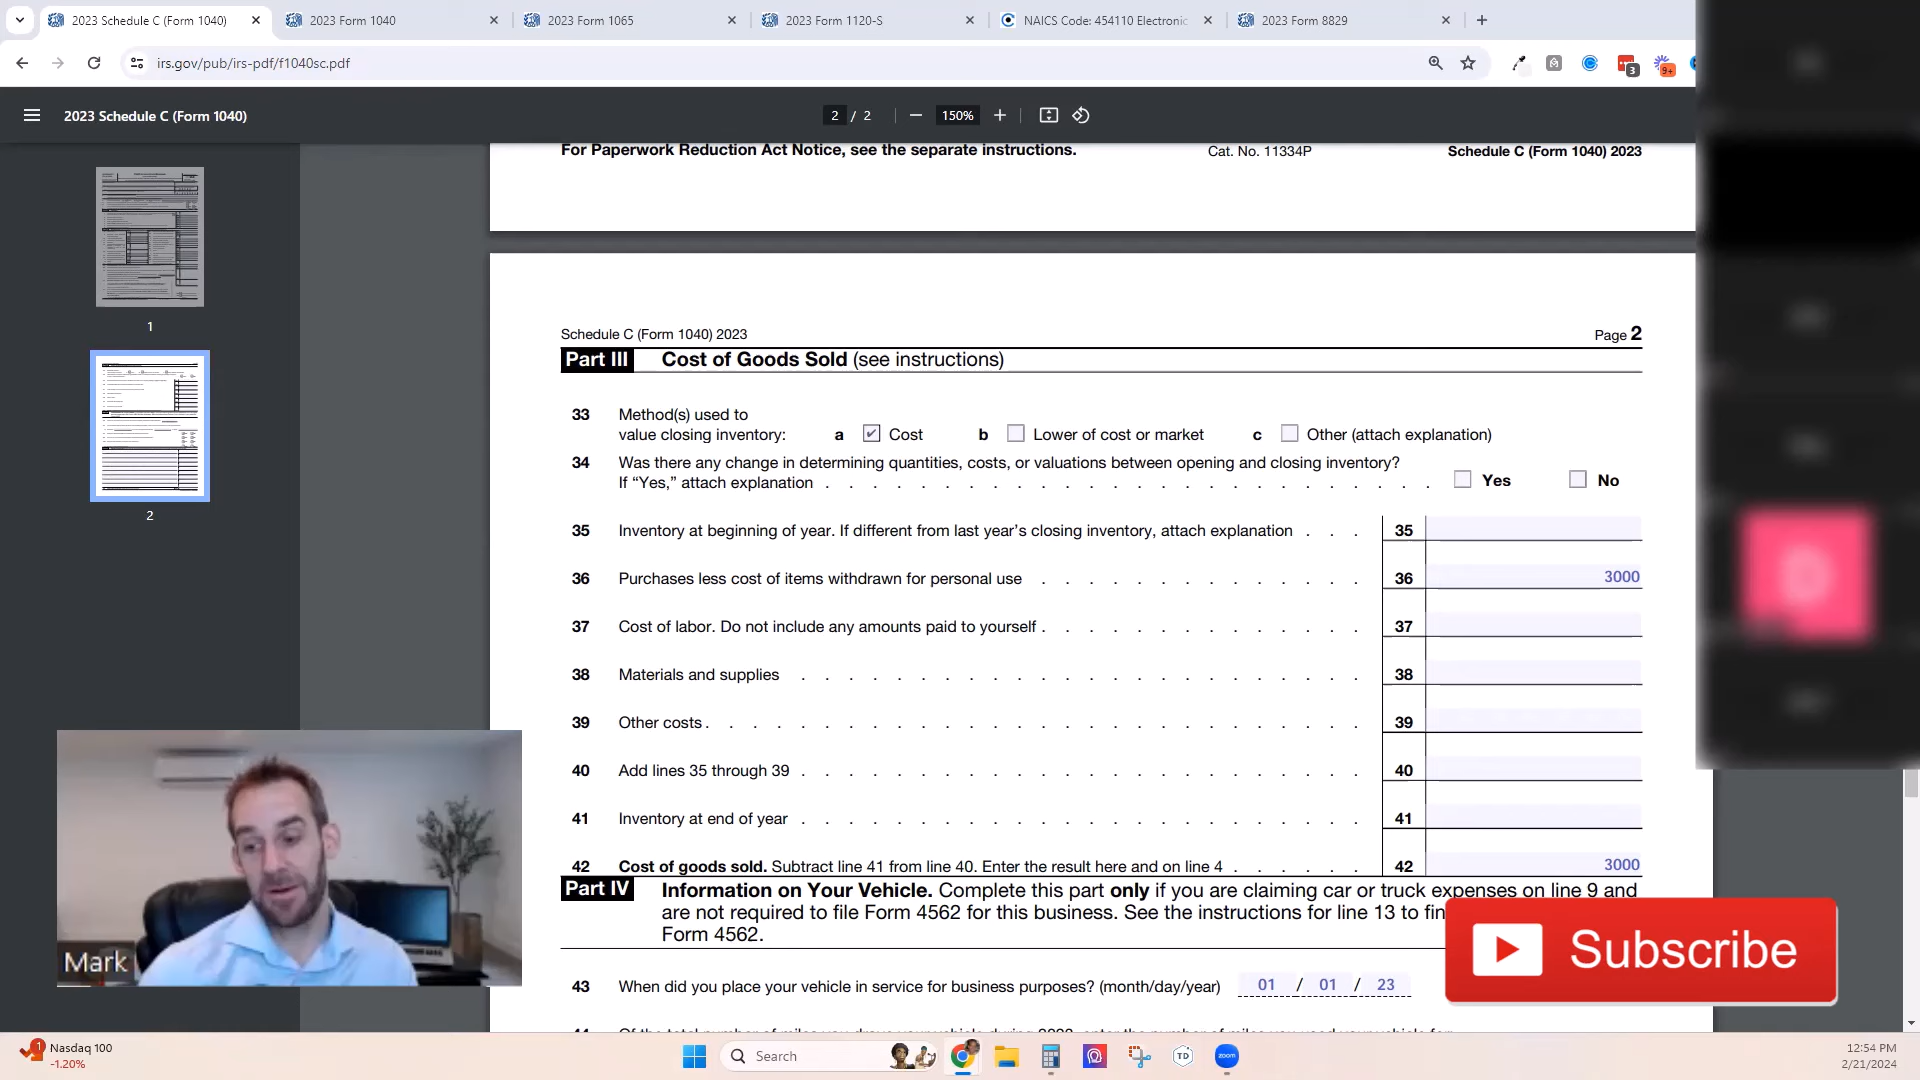 2023 Schedule C (Form 1040)
2023 Form 1040
2023 Form 1065
2023 Form 1120-S
NAICS Code: 454110 Electronic
2023 Form 8829
irs.gov/pub/irs-pdf/f1040sc.pdf
3
9+
2023 Schedule C (Form 1040)
2 / 2
150%
1
2
For Paperwork Reduction Act Notice, see the separate instructions.
Cat. No. 11334P
Schedule C (Form 1040) 2023
Schedule C (Form 1040) 2023
Page 2
Part III Cost of Goods Sold (see instructions)
33 Method(s) used to
value closing inventory: a Cost b Lower of cost or market c Other (attach explanation)
34 Was there any change in determining quantities, costs, or valuations between opening and closing inventory?
If “Yes,” attach explanation . . . . . . . . . . . . . . . . . . . . . . . . . . Yes No
35 Inventory at beginning of year. If different from last year’s closing inventory, attach explanation . . . 35
36 Purchases less cost of items withdrawn for personal use . . . . . . . . . . . . . . 36 3000
37 Cost of labor. Do not include any amounts paid to yourself . . . . . . . . . . . . . . 37
38 Materials and supplies . . . . . . . . . . . . . . . . . . . . . . . . 38
39 Other costs . . . . . . . . . . . . . . . . . . . . . . . . . . . . 39
40 Add lines 35 through 39 . . . . . . . . . . . . . . . . . . . . . . . . 40
41 Inventory at end of year . . . . . . . . . . . . . . . . . . . . . . . . 41
42 Cost of goods sold. Subtract line 41 from line 40. Enter the result here and on line 4 . . . . . . 42 3000
Part IV Information on Your Vehicle. Complete this part only if you are claiming car or truck expenses on line 9 and
are not required to file Form 4562 for this business. See the instructions for line 13 to fin
Form 4562.
43 When did you place your vehicle in service for business purposes? (month/day/year) 01 / 01 / 23
Mark
Subscribe
1
Nasdaq 100
-1.20%
Search
TD
zoom
12:54 PM
2/21/2024